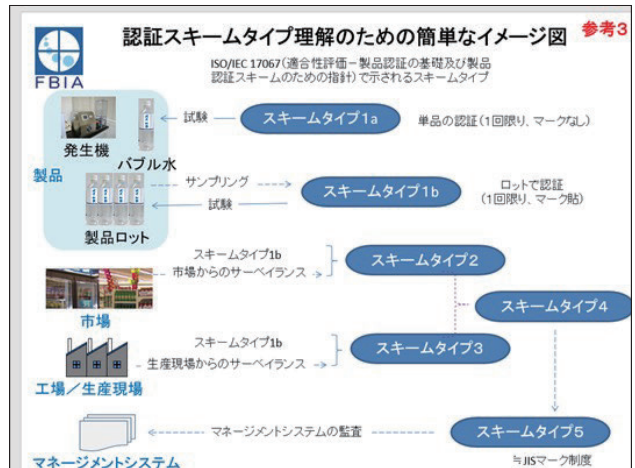 認証スキームタイプ理解のための簡単なイメージ図
参考3
FBIA
ISO/IEC 17067(適合性評価－製品認証の基礎及び製品
認証スキームのための指針)で示されるスキームタイプ
試験
スキームタイプ1a
単品の認証(1回限り、マークなし)
発生機
バブル水
製品
サンプリング
スキームタイプ1b
ロットで認証
(1回限り、マーク貼)
試験
製品ロット
スキームタイプ1b
市場からのサーベイランス
スキームタイプ2
市場
スキームタイプ4
スキームタイプ1b
生産現場からのサーベイランス
スキームタイプ3
工場／生産現場
マネージメントシステムの監査
スキームタイプ5
マネージメントシステム
≒JISマーク制度